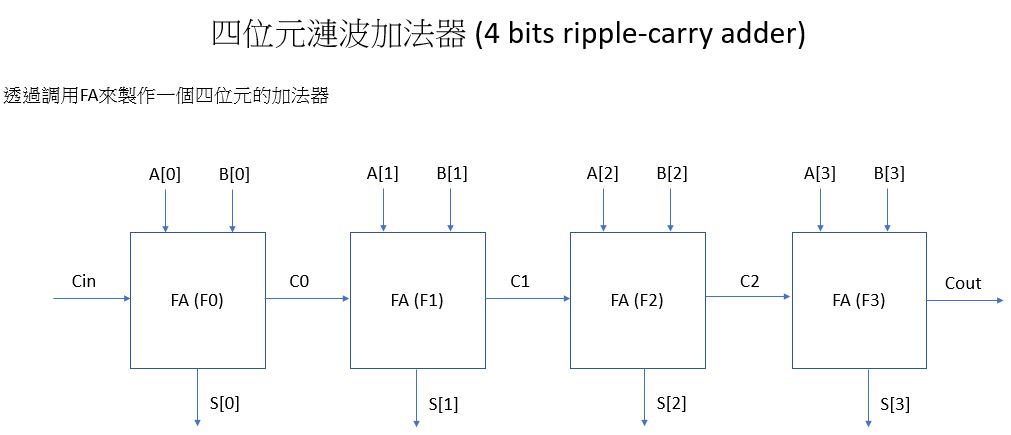 四位元漣波加法器 (4 bits ripple-carry adder)
透過調用FA來製作一個四位元的加法器
A[0] B[0] A[1] B[1] A[2] B[2] A[3] B[3]
Cin C0 C1 C2 Cout
FA (F0) FA (F1) FA (F2) FA (F3)
S[0] S[1] S[2] S[3]